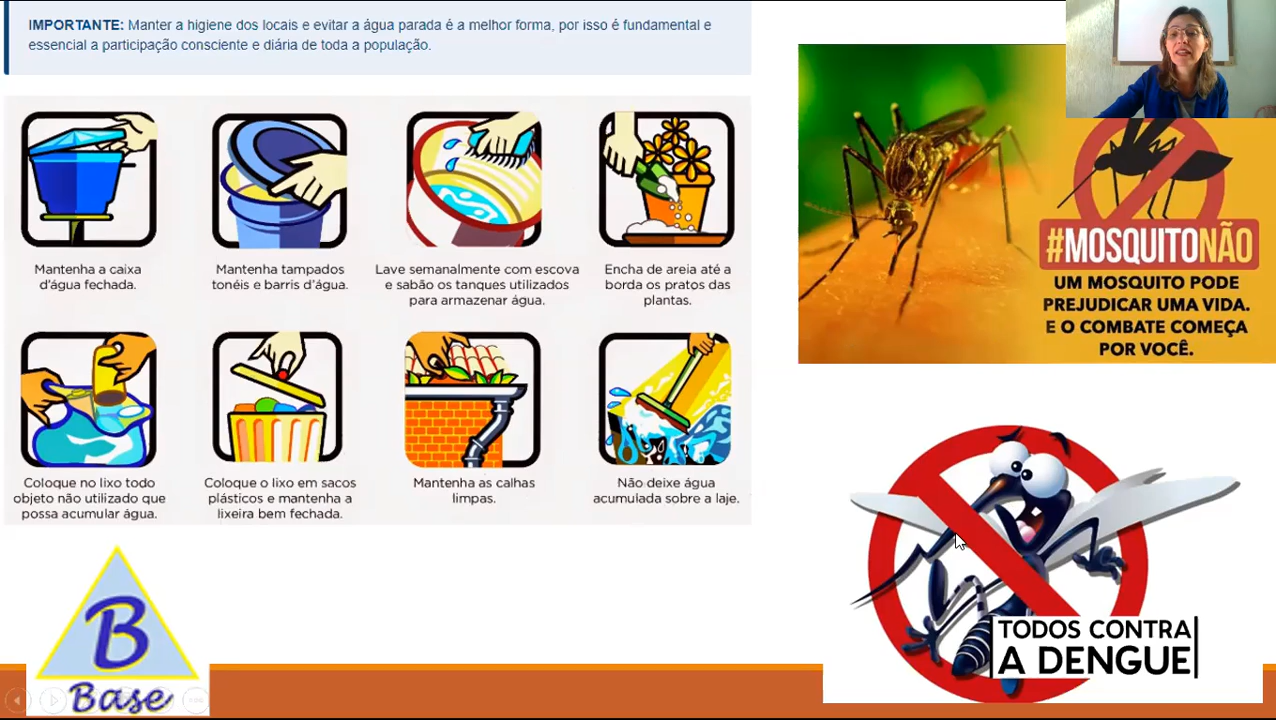 IMPORTANTE: Manter a higiene dos locais e evitar a água parada é a melhor forma, por isso é fundamental e
essencial a participação consciente e diária de toda a população.
Mantenha a caixa
d'água fechada.
Mantenha tampados
tonéis e barris d'água.
Lave semanalmente com escova
e sabão os tanques utilizados
para armazenar água.
Encha de areia até a
borda os pratos das
plantas.
Coloque no lixo todo
objeto não utilizado que
possa acumular água.
Coloque o lixo em sacos
plásticos e mantenha a
lixeira bem fechada.
Mantenha as calhas
limpas.
Não deixe água
acumulada sobre a laje.
#MOSQUITONÃO
UM MOSQUITO PODE
PREJUDICAR UMA VIDA.
E O COMBATE COMEÇA
POR VOCÊ.
TODOS CONTRA
A DENGUE
B
Base